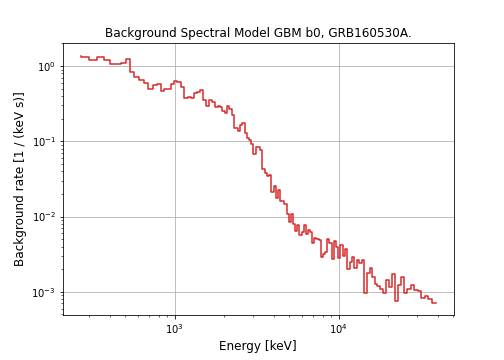 Background Spectral Model GBM b0, GRB160530A.
Background rate [1 / (keV s)]
10⁰
10⁻¹
10⁻²
10⁻³
10³
10⁴
Energy [keV]